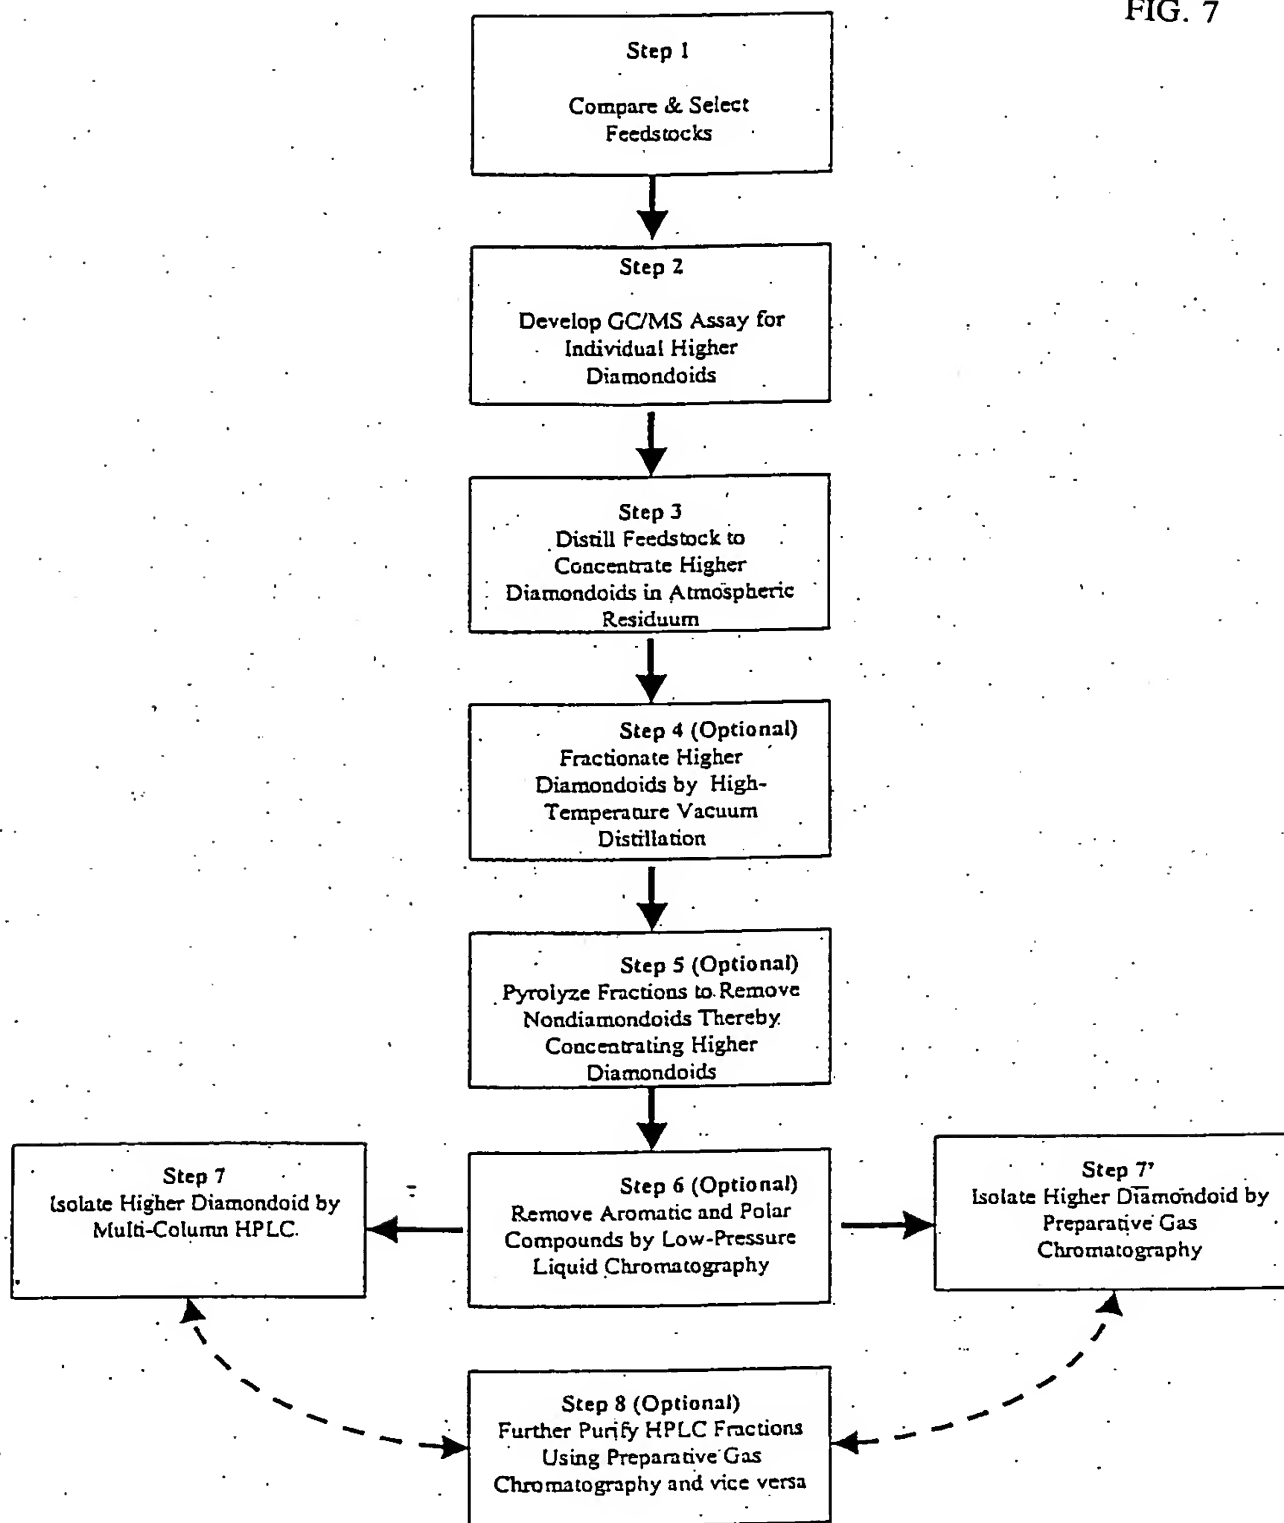 FIG. 7
Step 1
Compare & Select
Feedstocks
Step 2
Develop GC/MS Assay for
Individual Higher
Diamondoids
Step 3
Distill Feedstock to
Concentrate Higher
Diamondoids in Atmospheric
Residuum
Step 4 (Optional)
Fractionate Higher
Diamondoids by High-
Temperature Vacuum
Distillation
Step 5 (Optional)
Pyrolyze Fractions to Remove
Nondiamondoids Thereby
Concentrating Higher
Diamondoids
Step 6 (Optional)
Remove Aromatic and Polar
Compounds by Low-Pressure
Liquid Chromatography
Step 7
Isolate Higher Diamondoid by
Multi-Column HPLC.
Step 7'
Isolate Higher Diamondoid by
Preparative Gas
Chromatography
Step 8 (Optional)
Further Purify HPLC Fractions
Using Preparative Gas
Chromatography and vice versa